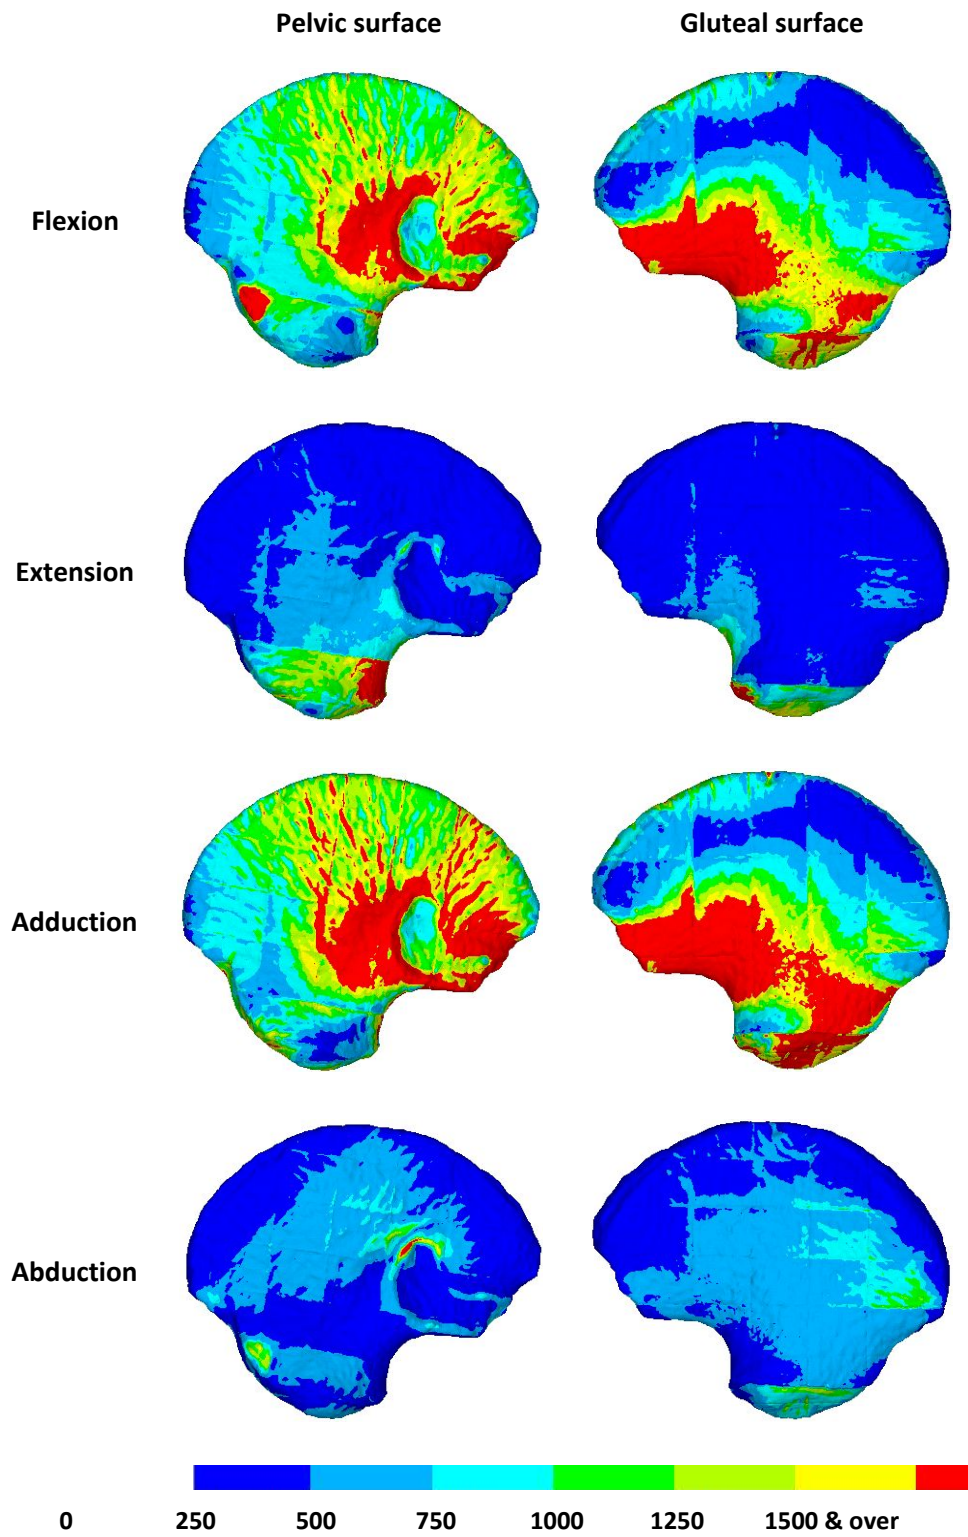 Pelvic surface Gluteal surface
Flexion
Extension
Adduction
Abduction
0 250 500 750 1000 1250 1500 & over